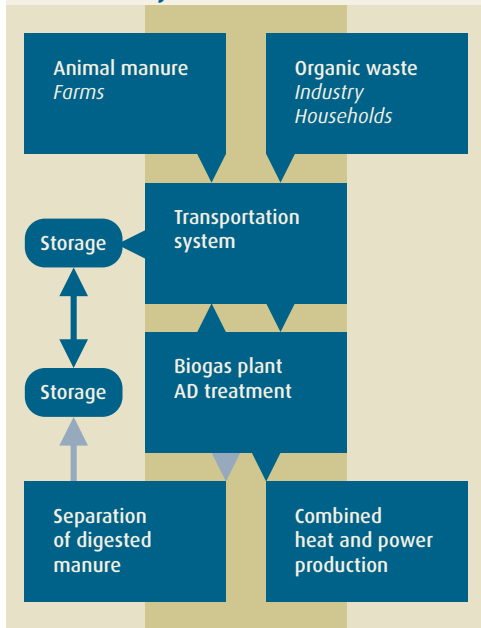 Animal manure
Farms
Organic waste
Industry
Households
Transportation
system
Storage
Storage
Biogas plant
AD treatment
Separation
of digested
manure
Combined
heat and power
production